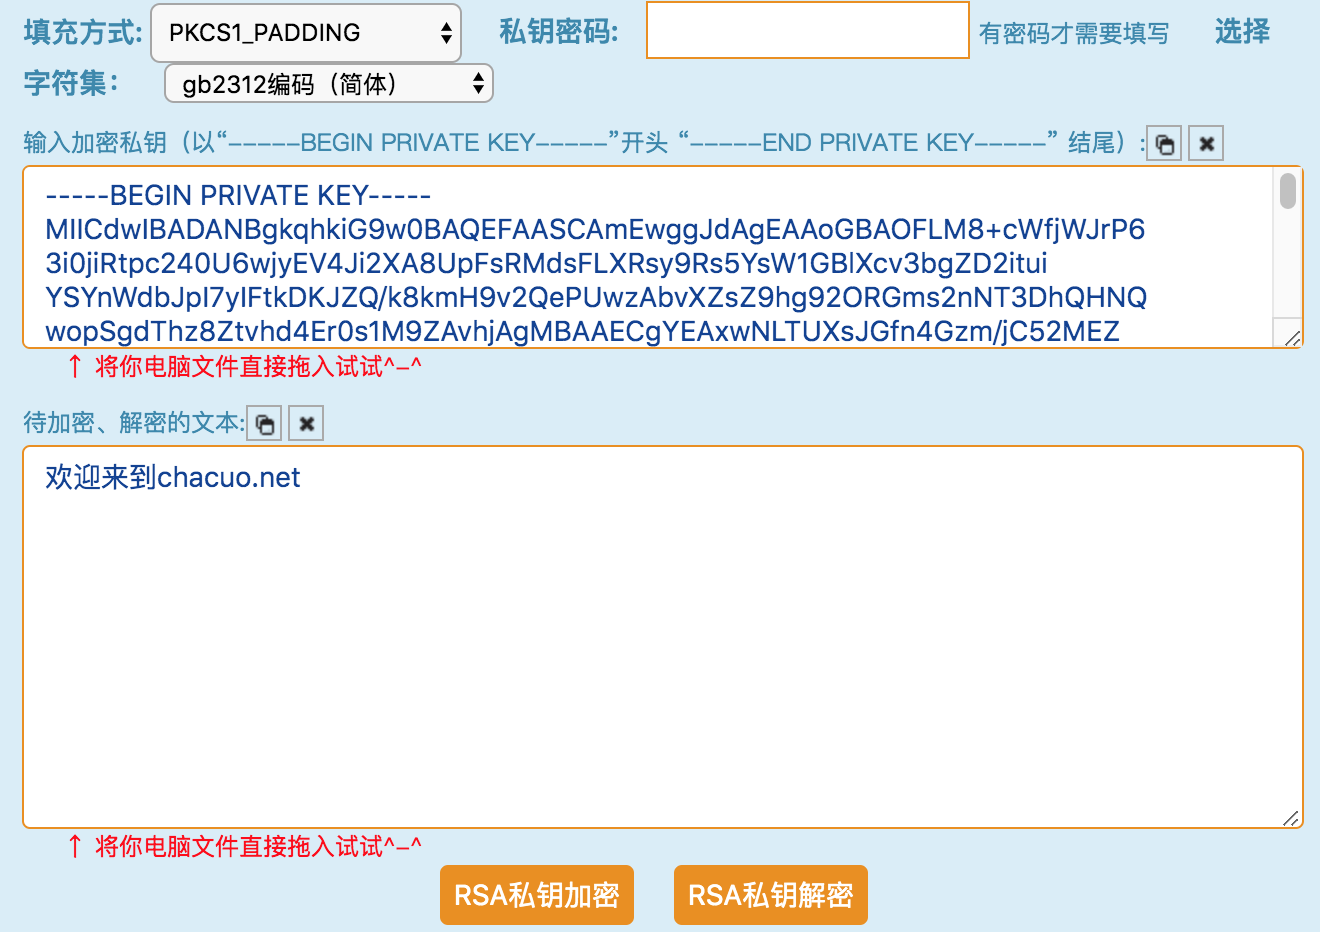 填充方式: PKCS1_PADDING 私钥密码: 有密码才需要填写 选择
字符集： gb2312编码（简体）
输入加密私钥（以“-----BEGIN PRIVATE KEY-----”开头 “-----END PRIVATE KEY-----” 结尾）:
-----BEGIN PRIVATE KEY-----
MIICdwIBADANBgkqhkiG9w0BAQEFAASCAmEwggJdAgEAAoGBAOFLM8+cWfjWJrP6
3i0jiRtpc240U6wjyEV4Ji2XA8UpFsRMdsFLXRsy9Rs5YsW1GBlXcv3bgZD2itui
YSYnWdbJpI7yIFtkDKJZQ/k8kmH9v2QePUwzAbvXZsZ9hg92ORGms2nNT3DhQHNQ
wopSgdThz8Ztvhd4Er0s1M9ZAvhjAgMBAAECgYEAxwNLTUXsJGfn4Gzm/jC52MEZ
↑ 将你电脑文件直接拖入试试^-^
待加密、解密的文本:
欢迎来到chacuo.net
↑ 将你电脑文件直接拖入试试^-^
RSA私钥加密 RSA私钥解密